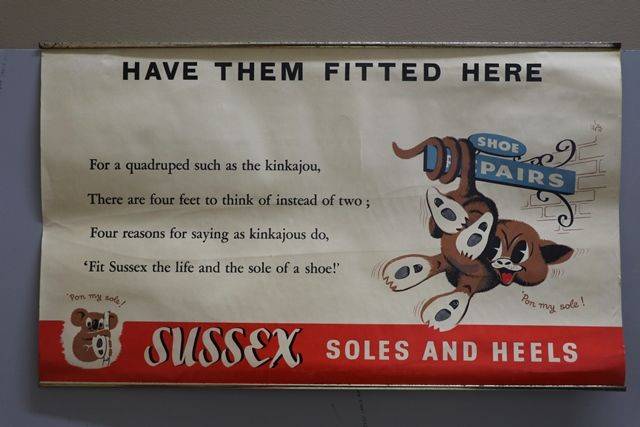 HAVE THEM FITTED HERE
For a quadruped such as the kinkajou,
There are four feet to think of instead of two ;
Four reasons for saying as kinkajous do,
‘Fit Sussex the life and the sole of a shoe!’
SHOE
PAIRS
'Pon my sole!
'Pon my sole!
SUSSEX SOLES AND HEELS